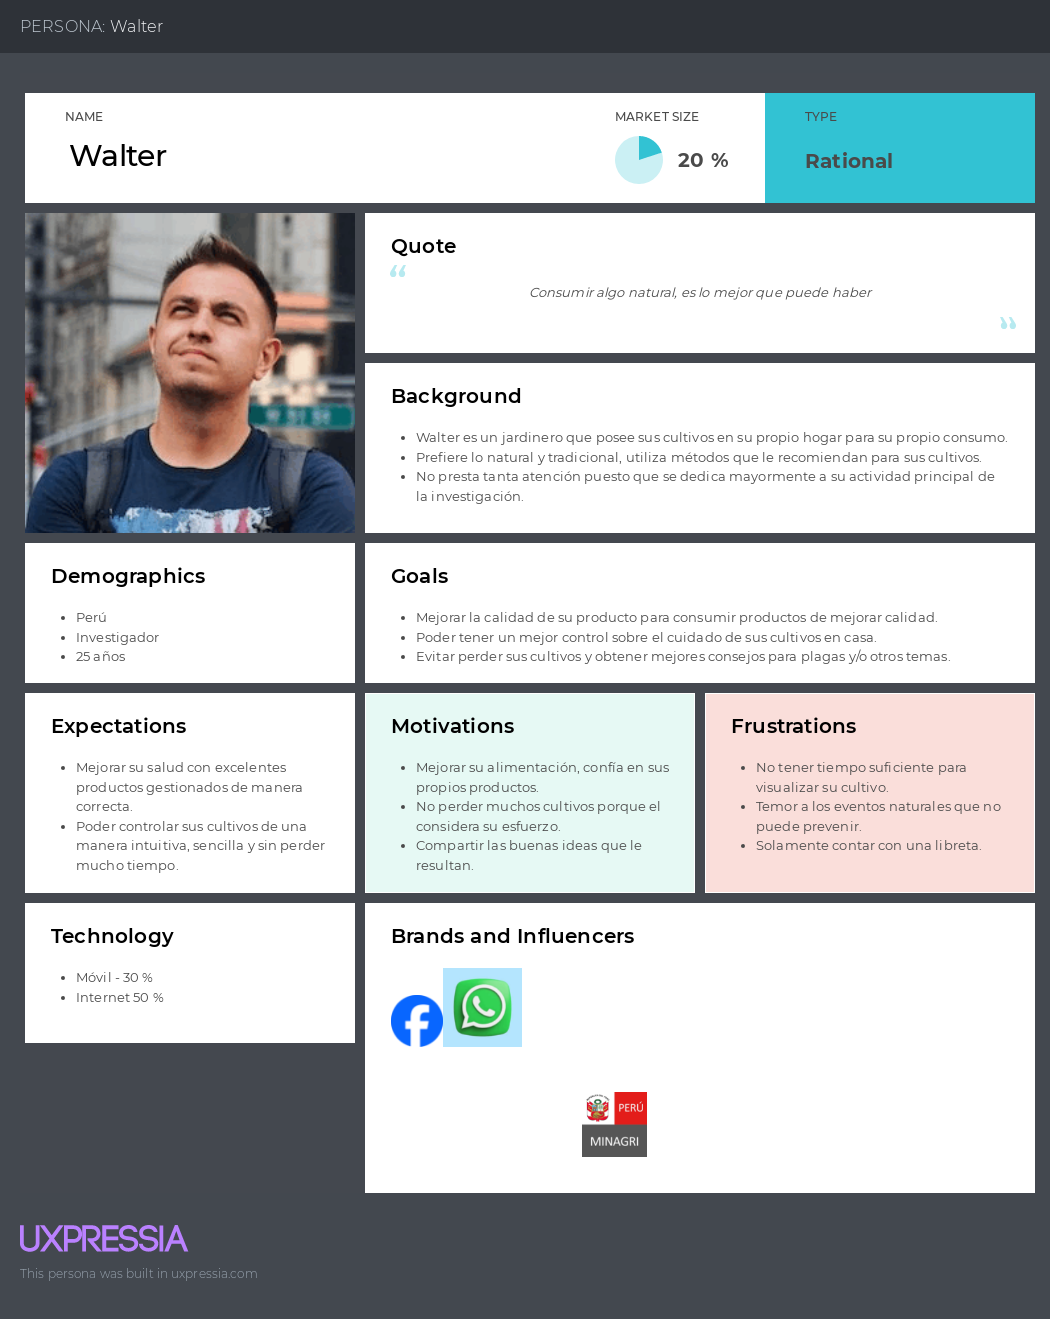 PERSONA: Walter
NAME
Walter
MARKET SIZE
20 %
TYPE
Rational
Quote
“
Consumir algo natural, es lo mejor que puede haber
”
Background
• Walter es un jardinero que posee sus cultivos en su propio hogar para su propio consumo.
• Prefiere lo natural y tradicional, utiliza métodos que le recomiendan para sus cultivos.
• No presta tanta atención puesto que se dedica mayormente a su actividad principal de
la investigación.
Demographics
• Perú
• Investigador
• 25 años
Goals
• Mejorar la calidad de su producto para consumir productos de mejorar calidad.
• Poder tener un mejor control sobre el cuidado de sus cultivos en casa.
• Evitar perder sus cultivos y obtener mejores consejos para plagas y/o otros temas.
Expectations
• Mejorar su salud con excelentes
productos gestionados de manera
correcta.
• Poder controlar sus cultivos de una
manera intuitiva, sencilla y sin perder
mucho tiempo.
Motivations
• Mejorar su alimentación, confía en sus
propios productos.
• No perder muchos cultivos porque el
considera su esfuerzo.
• Compartir las buenas ideas que le
resultan.
Frustrations
• No tener tiempo suficiente para
visualizar su cultivo.
• Temor a los eventos naturales que no
puede prevenir.
• Solamente contar con una libreta.
Technology
• Móvil - 30 %
• Internet 50 %
Brands and Influencers
PERÚ
MINAGRI
UXPRESSIA
This persona was built in uxpressia.com